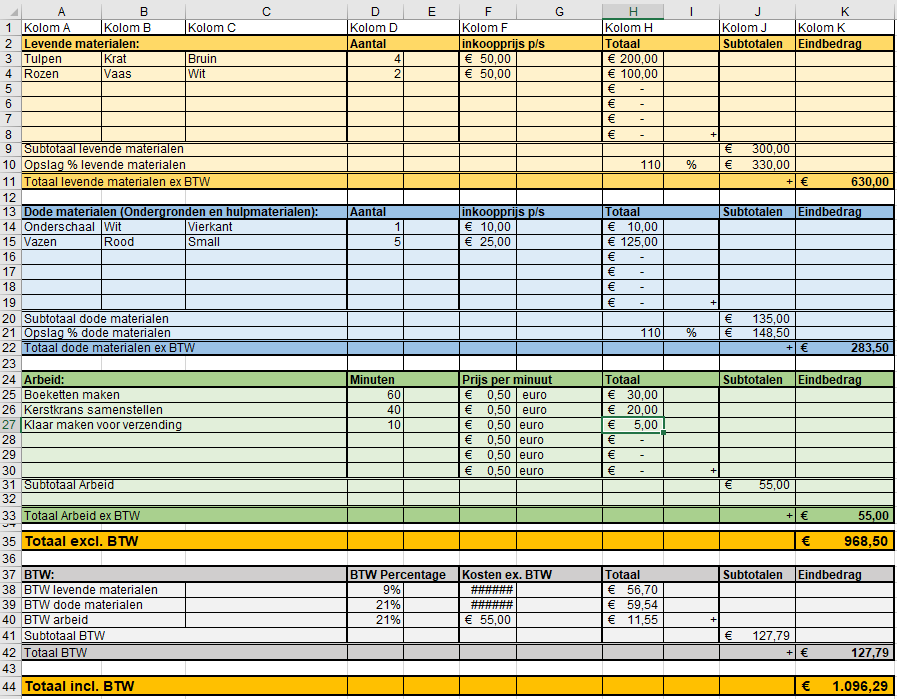 A B C D E F G H I J K
1 Kolom A Kolom B Kolom C Kolom D Kolom F Kolom H Kolom J Kolom K
2 Levende materialen: Aantal inkoopprijs p/s Totaal Subtotalen Eindbedrag
3 Tulpen Krat Bruin 4 € 50,00 € 200,00
4 Rozen Vaas Wit 2 € 50,00 € 100,00
5 € -
6 € -
7 € -
8 € - +
9 Subtotaal levende materialen € 300,00
10 Opslag % levende materialen 110 % € 330,00
11 Totaal levende materialen ex BTW + € 630,00
12
13 Dode materialen (Ondergronden en hulpmaterialen): Aantal inkoopprijs p/s Totaal Subtotalen Eindbedrag
14 Onderschaal Wit Vierkant 1 € 10,00 € 10,00
15 Vazen Rood Small 5 € 25,00 € 125,00
16 € -
17 € -
18 € -
19 € - +
20 Subtotaal dode materialen € 135,00
21 Opslag % dode materialen 110 % € 148,50
22 Totaal dode materialen ex BTW + € 283,50
23
24 Arbeid: Minuten Prijs per minuut Totaal Subtotalen Eindbedrag
25 Boeketten maken 60 € 0,50 euro € 30,00
26 Kerstkrans samenstellen 40 € 0,50 euro € 20,00
27 Klaar maken voor verzending 10 € 0,50 euro € 5,00
28 € 0,50 euro € -
29 € 0,50 euro € -
30 € 0,50 euro € - +
31 Subtotaal Arbeid € 55,00
32
33 Totaal Arbeid ex BTW + € 55,00
35 Totaal excl. BTW € 968,50
36
37 BTW: BTW Percentage Kosten ex. BTW Totaal Subtotalen Eindbedrag
38 BTW levende materialen 9% ###### € 56,70
39 BTW dode materialen 21% ###### € 59,54
40 BTW arbeid 21% € 55,00 € 11,55 +
41 Subtotaal BTW € 127,79
42 Totaal BTW + € 127,79
43
44 Totaal incl. BTW € 1.096,29